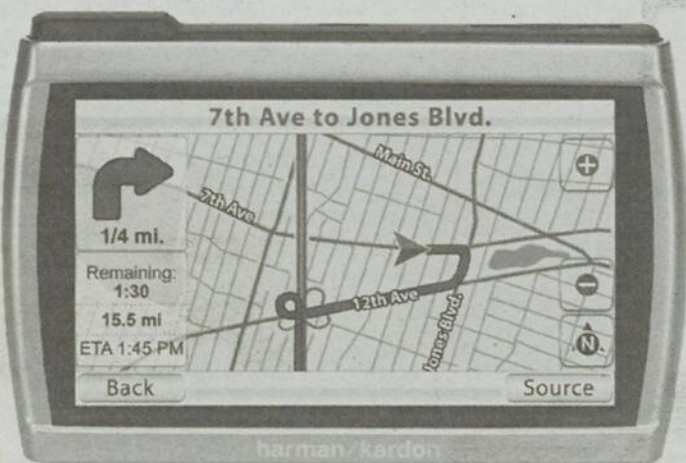 7th Ave to Jones Blvd.
1/4 mi.
Remaining:
1:30
15.5 mi
ETA 1:45 PM
Main St.
7th Ave
12th Ave
Jones Blvd.
+
−
N
Back
Source
harman/kardon